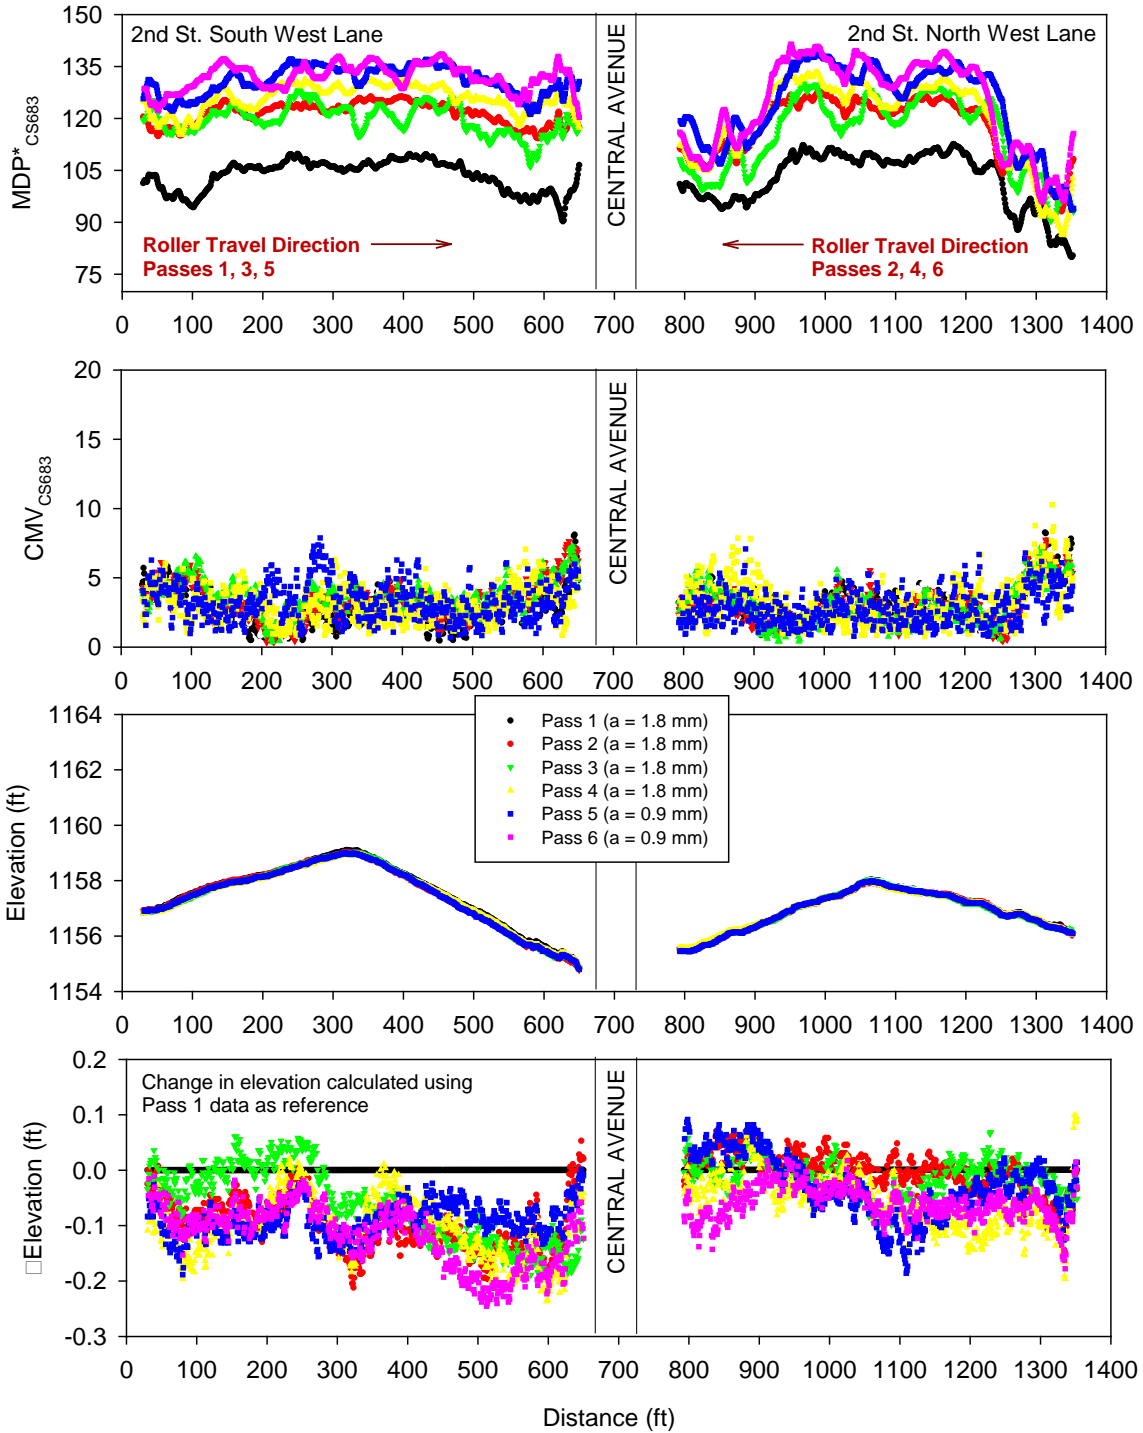 150
135
120
105
90
75
MDP*CS683
2nd St. South West Lane
2nd St. North West Lane
CENTRAL AVENUE
Roller Travel Direction
Passes 1, 3, 5
Roller Travel Direction
Passes 2, 4, 6
0 100 200 300 400 500 600 700 800 900 1000 1100 1200 1300 1400
20
15
10
5
0
CMVCS683
CENTRAL AVENUE
0 100 200 300 400 500 600 700 800 900 1000 1100 1200 1300 1400
1164
1162
1160
1158
1156
1154
Elevation (ft)
Pass 1 (a = 1.8 mm)
Pass 2 (a = 1.8 mm)
Pass 3 (a = 1.8 mm)
Pass 4 (a = 1.8 mm)
Pass 5 (a = 0.9 mm)
Pass 6 (a = 0.9 mm)
0 100 200 300 400 500 600 700 800 900 1000 1100 1200 1300 1400
0.2
0.1
0.0
-0.1
-0.2
-0.3
□Elevation (ft)
Change in elevation calculated using
Pass 1 data as reference
CENTRAL AVENUE
0 100 200 300 400 500 600 700 800 900 1000 1100 1200 1300 1400
Distance (ft)